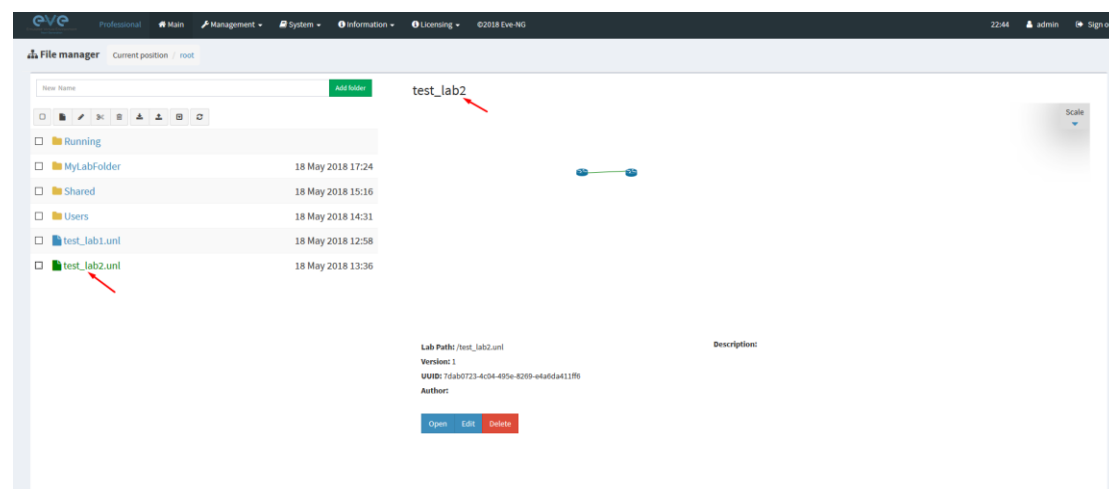 eve Professional Main Management System Information Licensing ©2018 Eve-NG 22:44 admin Sign o
File manager Current position / root
New Name Add folder
test_lab2
Scale
Running
MyLabFolder 18 May 2018 17:24
Shared 18 May 2018 15:16
Users 18 May 2018 14:31
test_lab1.unl 18 May 2018 12:58
test_lab2.unl 18 May 2018 13:36
Lab Path: /test_lab2.unl
Description:
Version: 1
UUID: 7dab0723-4c04-495e-8269-e4a6da411ff6
Author:
Open Edit Delete